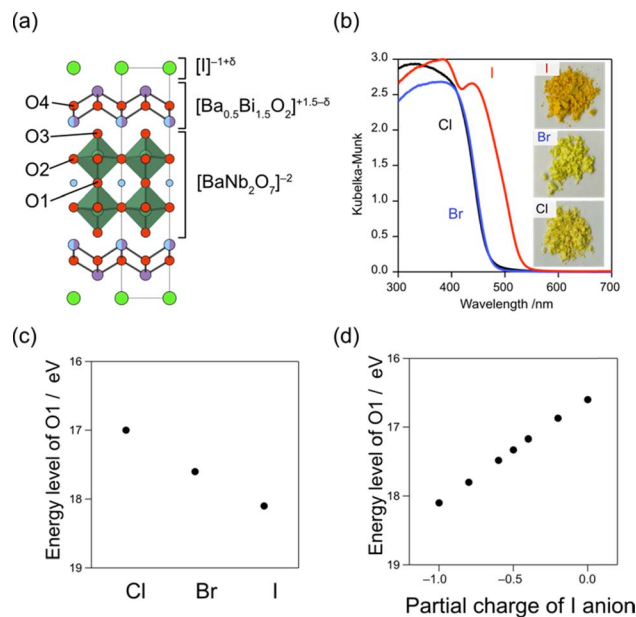 (a)
[I]–1+δ
[Ba0.5Bi1.5O2]+1.5–δ
O4
O3
O2
O1
[BaNb2O7]–2
(b)
3.0
2.5
2.0
1.5
1.0
0.5
0.0
Kubelka-Munk
300 400 500 600 700
Wavelength /nm
I
Cl
Br
I
Br
Cl
(c)
16
17
18
19
Energy level of O1 / eV
Cl Br I
(d)
16
17
18
19
Energy level of O1 / eV
–1.0 –0.5 0.0
Partial charge of I anion